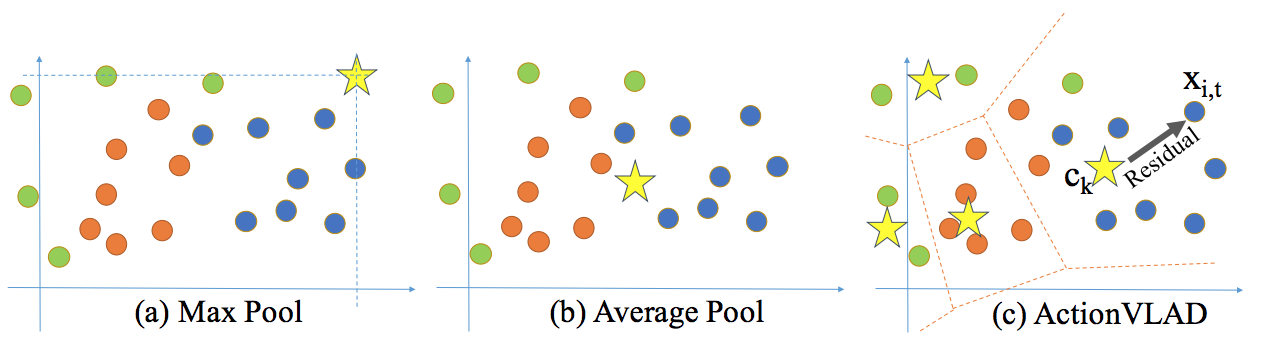 x_{i,t}
Residual
c_k
(a) Max Pool
(b) Average Pool
(c) ActionVLAD